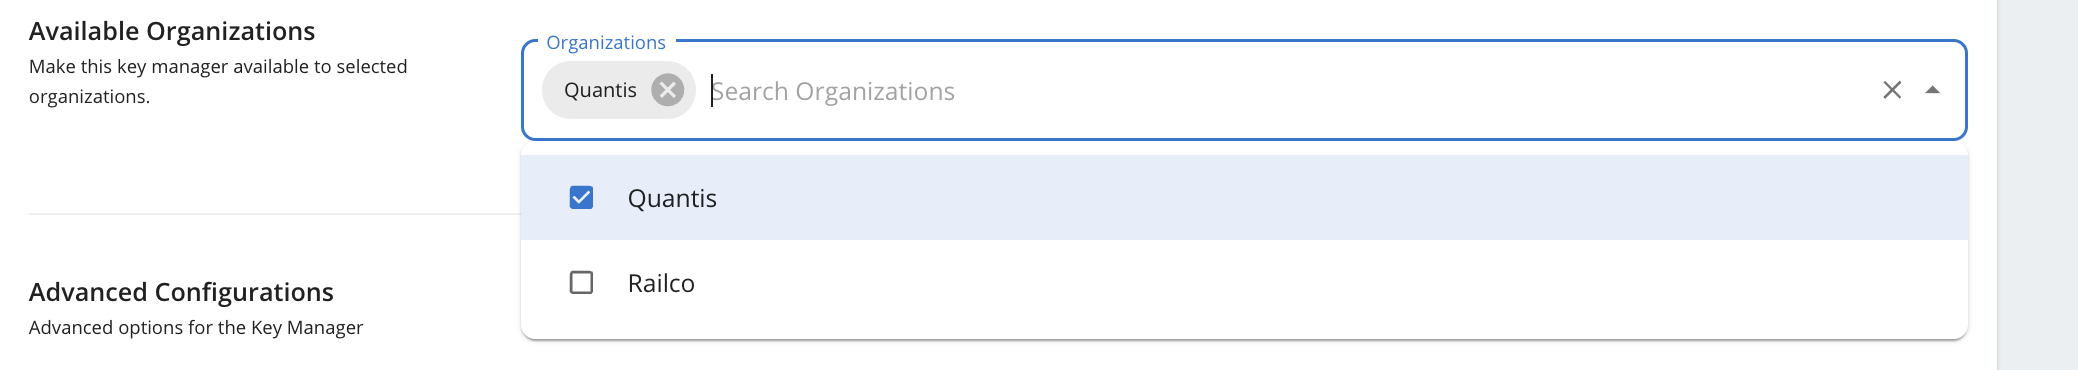 Available Organizations
Make this key manager available to selected
organizations.
Organizations
Quantis
Search Organizations
Quantis
Railco
Advanced Configurations
Advanced options for the Key Manager